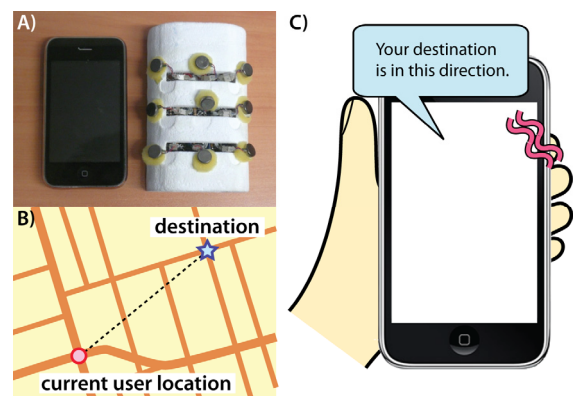 A)
B)
destination
current user location
C)
Your destination
is in this direction.